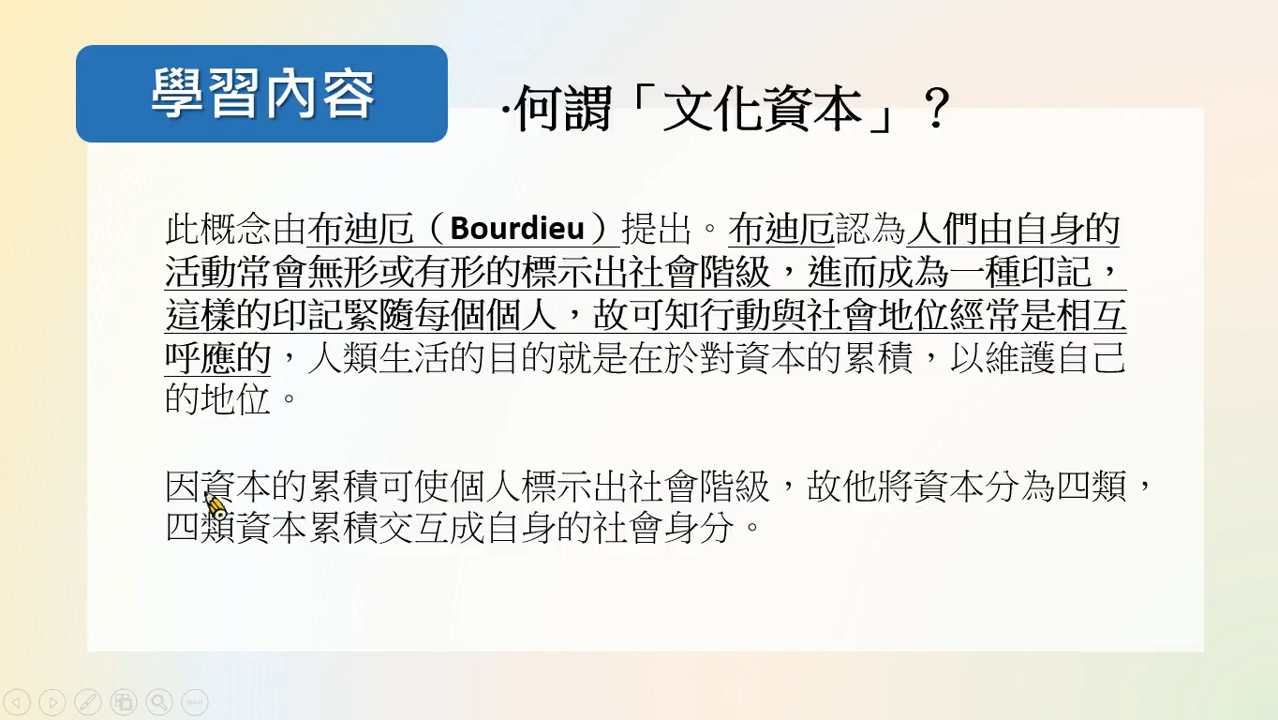 學習內容
·何謂「文化資本」？
此概念由布迪厄（Bourdieu）提出。布迪厄認為人們由自身的
活動常會無形或有形的標示出社會階級，進而成為一種印記，
這樣的印記緊隨每個個人，故可知行動與社會地位經常是相互
呼應的，人類生活的目的就是在於對資本的累積，以維護自己
的地位。
因資本的累積可使個人標示出社會階級，故他將資本分為四類，
四類資本累積交互成自身的社會身分。